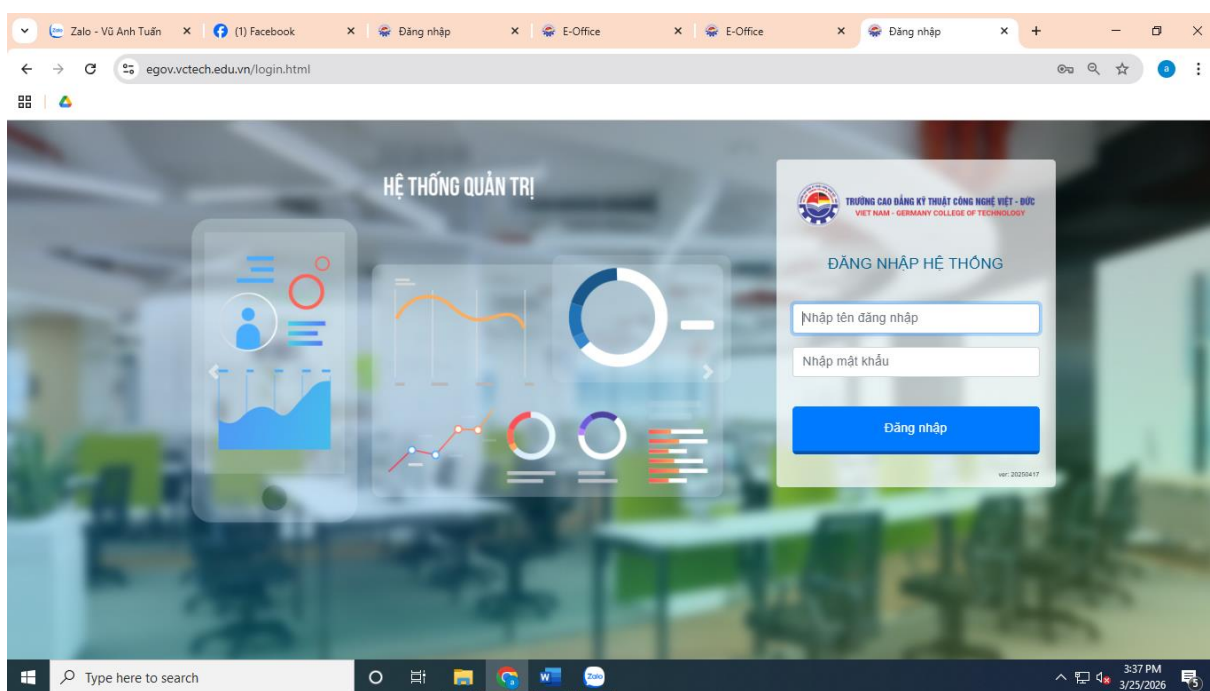 Zalo - Vũ Anh Tuấn
(1) Facebook
Đăng nhập
E-Office
E-Office
Đăng nhập
egov.vctech.edu.vn/login.html
a
HỆ THỐNG QUẢN TRỊ
TRƯỜNG CAO ĐẲNG KỸ THUẬT CÔNG NGHỆ VIỆT - ĐỨC
VIET NAM - GERMANY COLLEGE OF TECHNOLOGY
ĐĂNG NHẬP HỆ THỐNG
Nhập tên đăng nhập
Nhập mật khẩu
Đăng nhập
ver: 20250417
Type here to search
W
Zalo
3:37 PM
3/25/2026
5